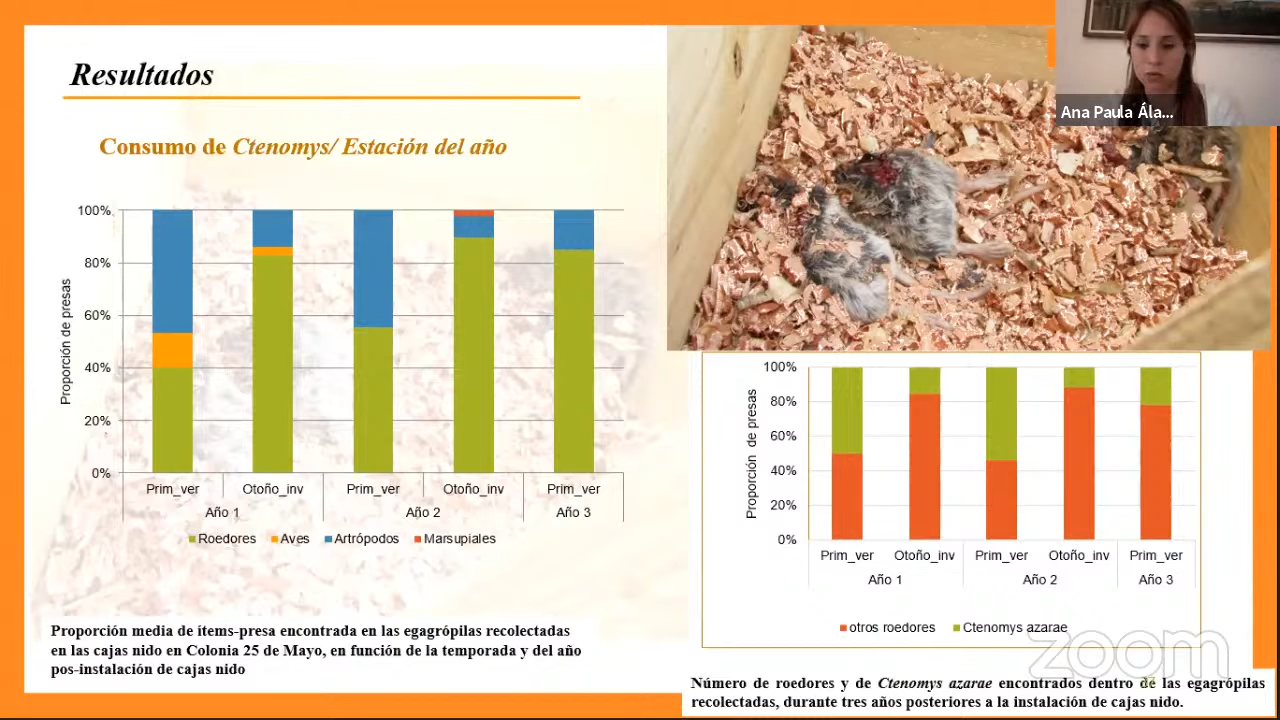 Resultados
Consumo de Ctenomys/ Estación del año
Proporción de presas
100%
80%
60%
40%
20%
0%
Prim_ver Otoño_inv Prim_ver Otoño_inv Prim_ver
Año 1 Año 2 Año 3
Roedores Aves Artrópodos Marsupiales
Proporción media de ítems-presa encontrada en las egagrópilas recolectadas
en las cajas nido en Colonia 25 de Mayo, en función de la temporada y del año
pos-instalación de cajas nido
Ana Paula Ála...
Proporción de presas
100%
80%
60%
40%
20%
0%
Prim_ver Otoño_inv Prim_ver Otoño_inv Prim_ver
Año 1 Año 2 Año 3
otros roedores Ctenomys azarae
zoom
Número de roedores y de Ctenomys azarae encontrados dentro de las egagrópilas
recolectadas, durante tres años posteriores a la instalación de cajas nido.